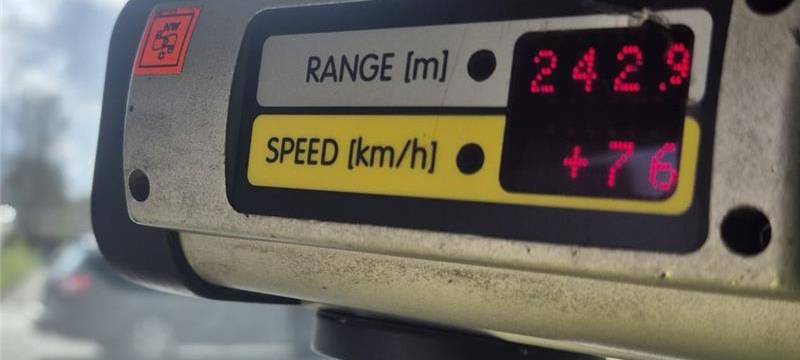 RANGE [m] 242.9
SPEED [km/h] +76